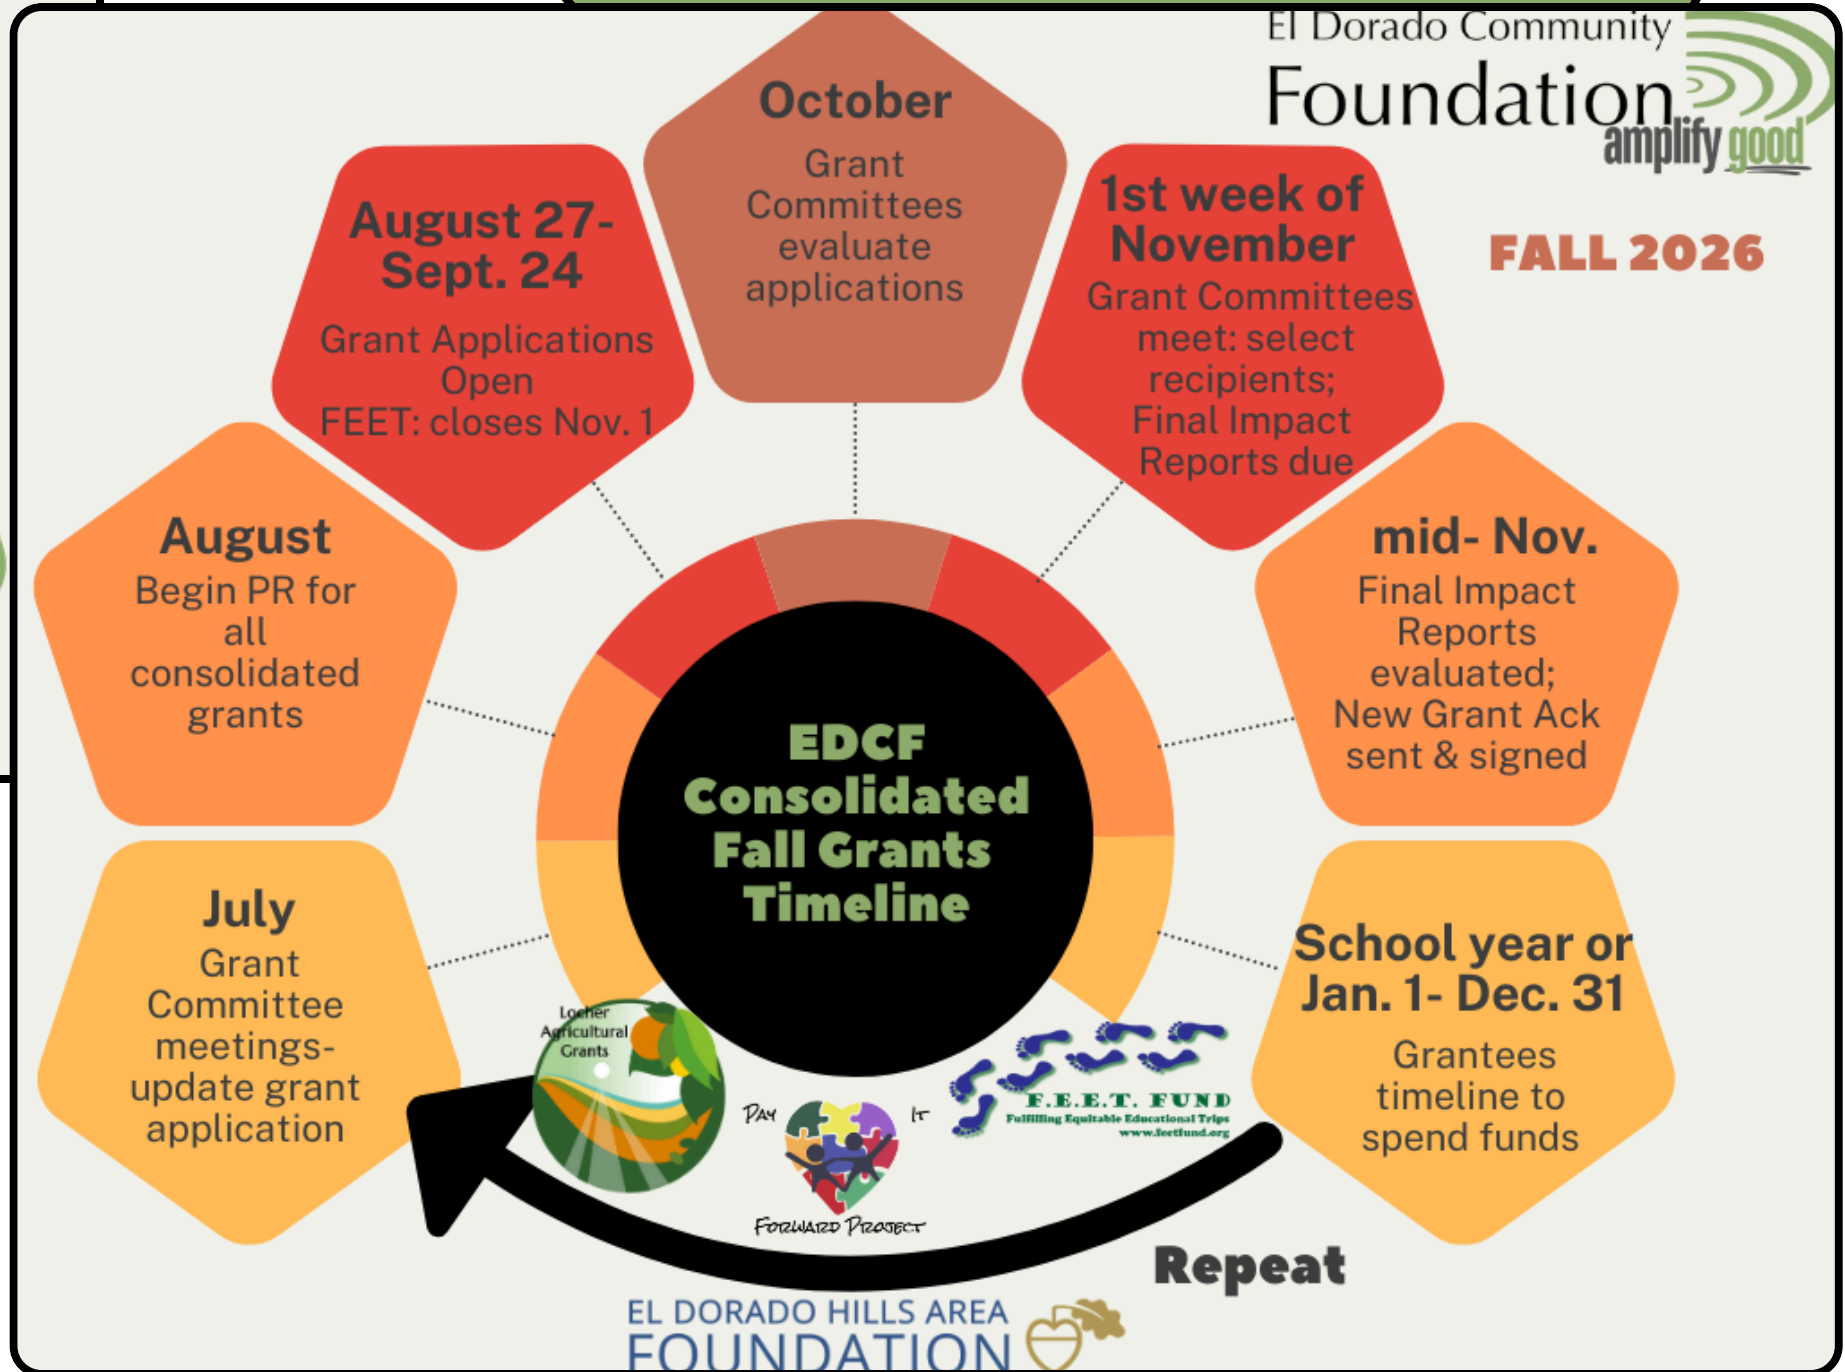 El Dorado Community
Foundation
amplify good
FALL 2026
July
Grant
Committee
meetings-
update grant
application
August
Begin PR for
all
consolidated
grants
August 27-
Sept. 24
Grant Applications
Open
FEET: closes Nov. 1
October
Grant
Committees
evaluate
applications
1st week of
November
Grant Committees
meet: select
recipients;
Final Impact
Reports due
mid- Nov.
Final Impact
Reports
evaluated;
New Grant Ack
sent & signed
School year or
Jan. 1- Dec. 31
Grantees
timeline to
spend funds
EDCF
Consolidated
Fall Grants
Timeline
Locher
Agricultural
Grants
PAY IT
FORWARD PROJECT
F.E.E.T. FUND
Fulfilling Equitable Educational Trips
www.feetfund.org
Repeat
EL DORADO HILLS AREA
FOUNDATION